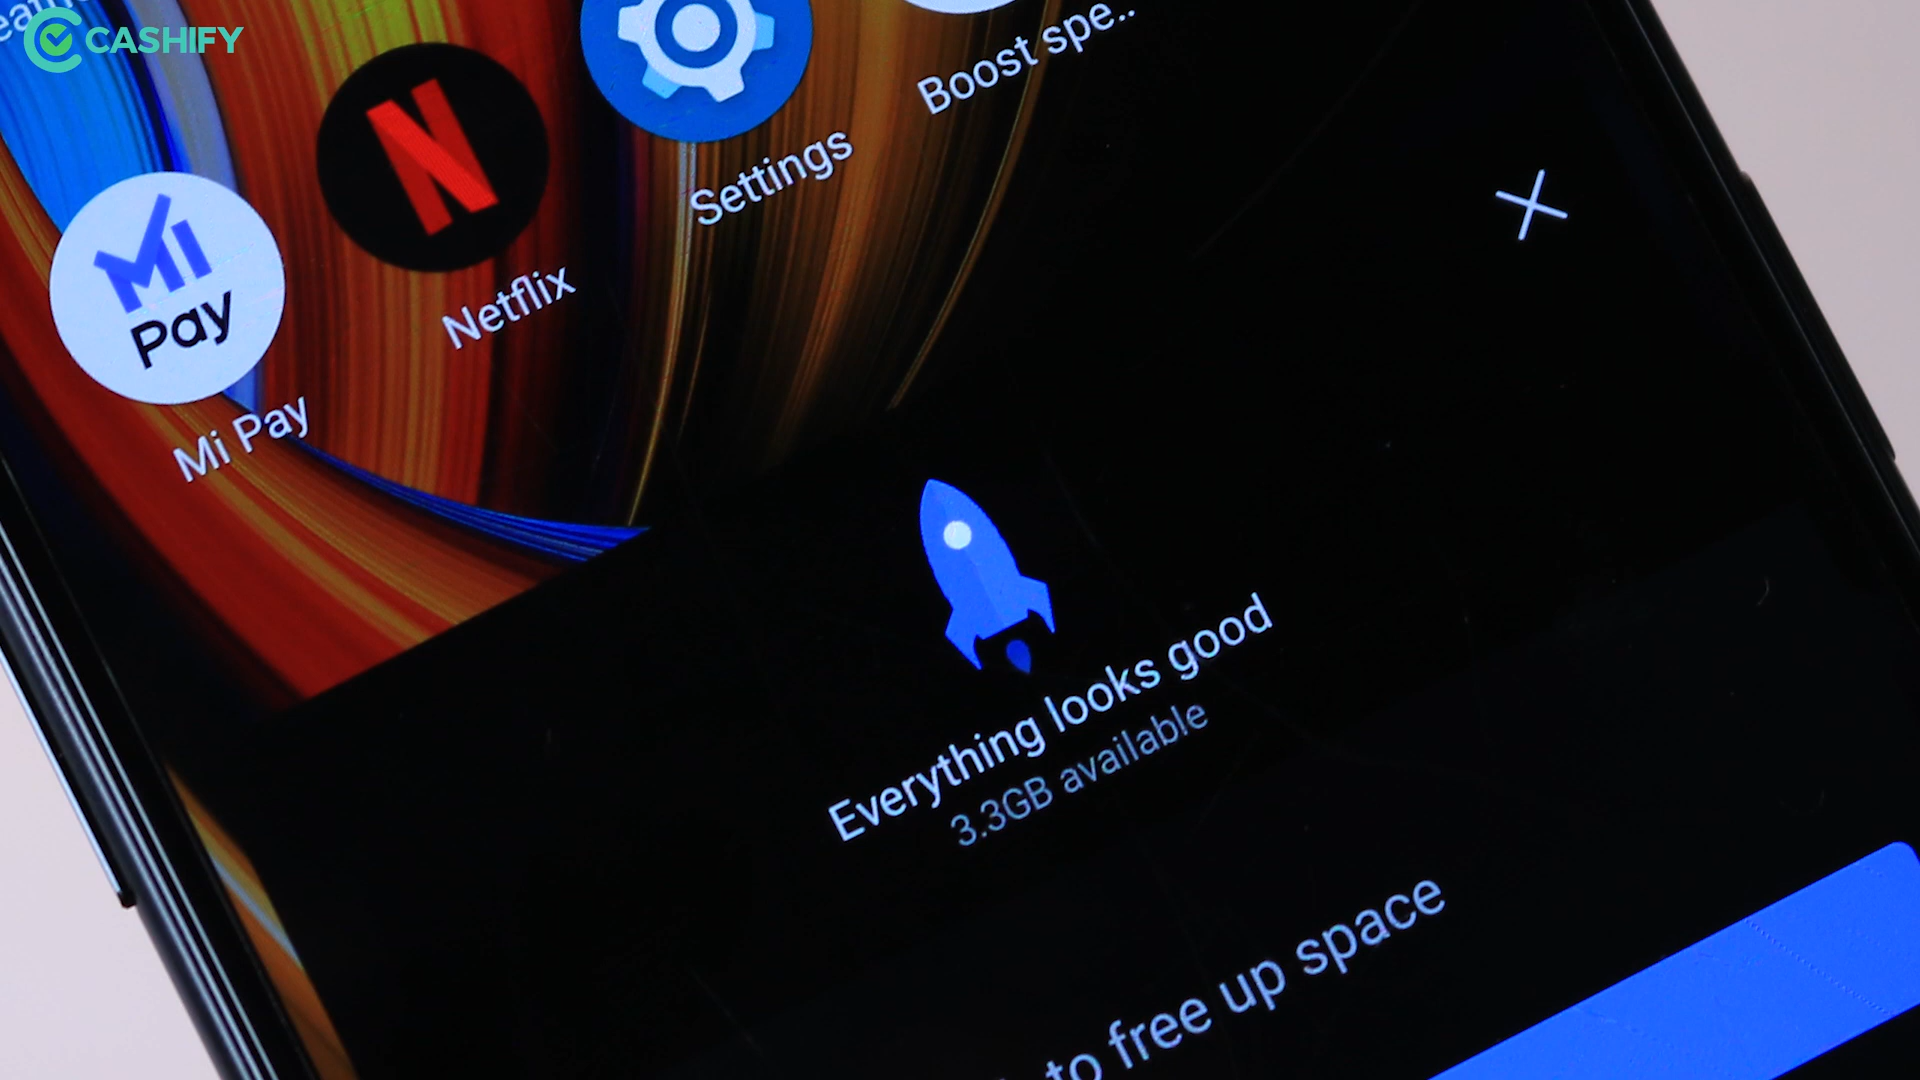 CASHIFY
Boost spe..
Settings
Netflix
N
Mi
Pay
Mi Pay
Everything looks good
3.3GB available
to free up space